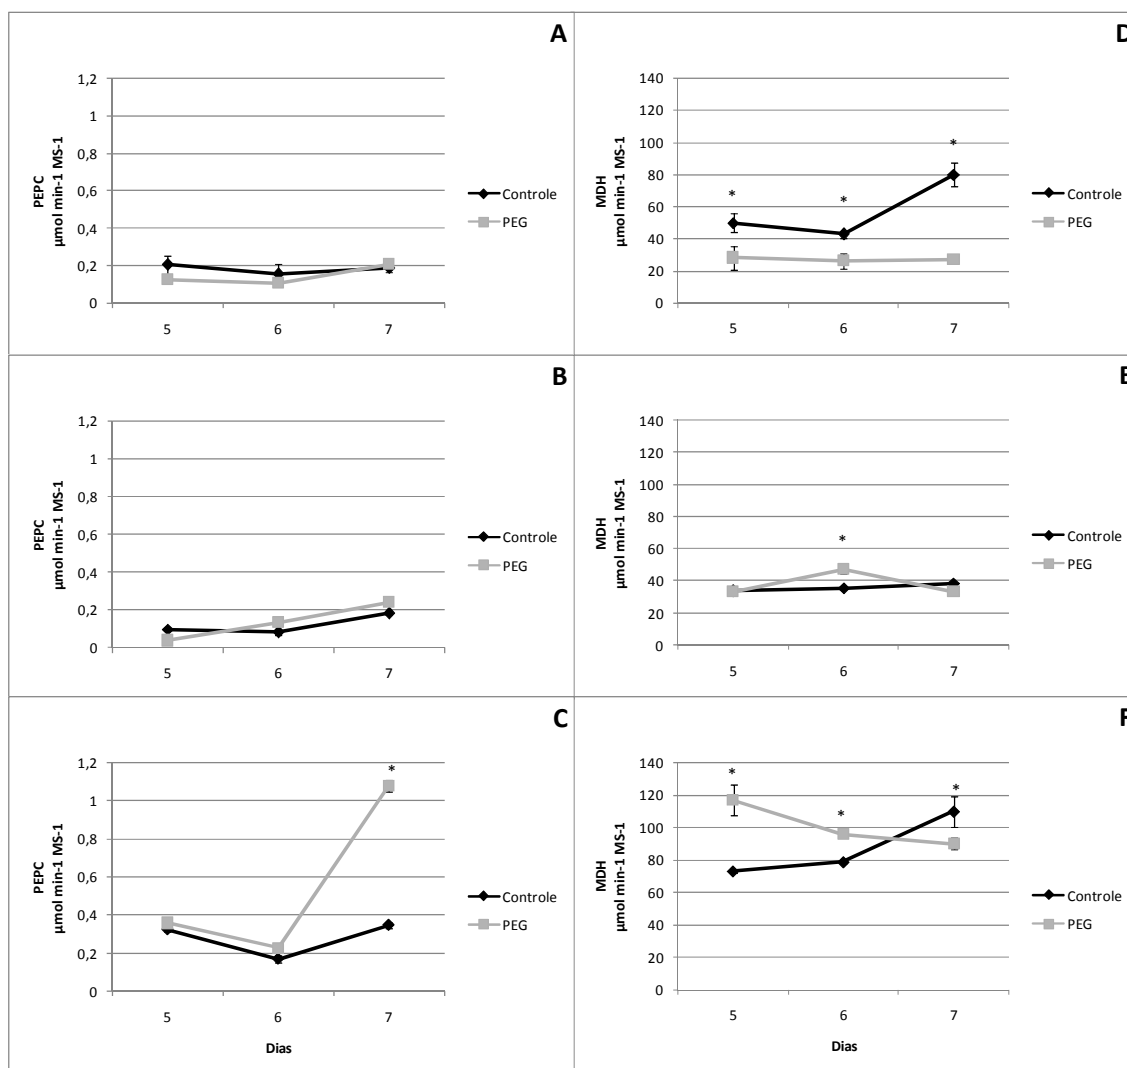 A
PEPC
µmol min-1 MS-1
1,2
1
0,8
0,6
0,4
0,2
0
5 6 7
Controle
PEG
D
MDH
µmol min-1 MS-1
140
120
100
80
60
40
20
0
* * *
5 6 7
Controle
PEG
B
PEPC
µmol min-1 MS-1
1,2
1
0,8
0,6
0,4
0,2
0
5 6 7
Controle
PEG
E
MDH
µmol min-1 MS-1
140
120
100
80
60
40
20
0
*
5 6 7
Controle
PEG
C
PEPC
µmol min-1 MS-1
1,2
1
0,8
0,6
0,4
0,2
0
*
5 6 7
Dias
Controle
PEG
F
MDH
µmol min-1 MS-1
140
120
100
80
60
40
20
0
* * *
5 6 7
Dias
Controle
PEG